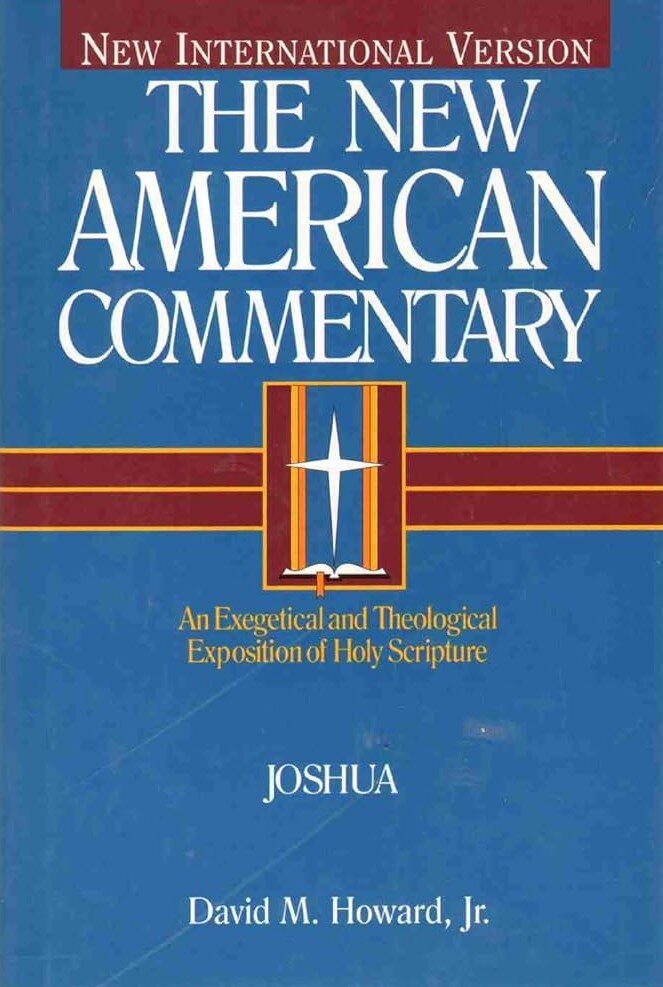 NEW INTERNATIONAL VERSION
THE NEW
AMERICAN
COMMENTARY
An Exegetical and Theological
Exposition of Holy Scripture
JOSHUA
David M. Howard, Jr.